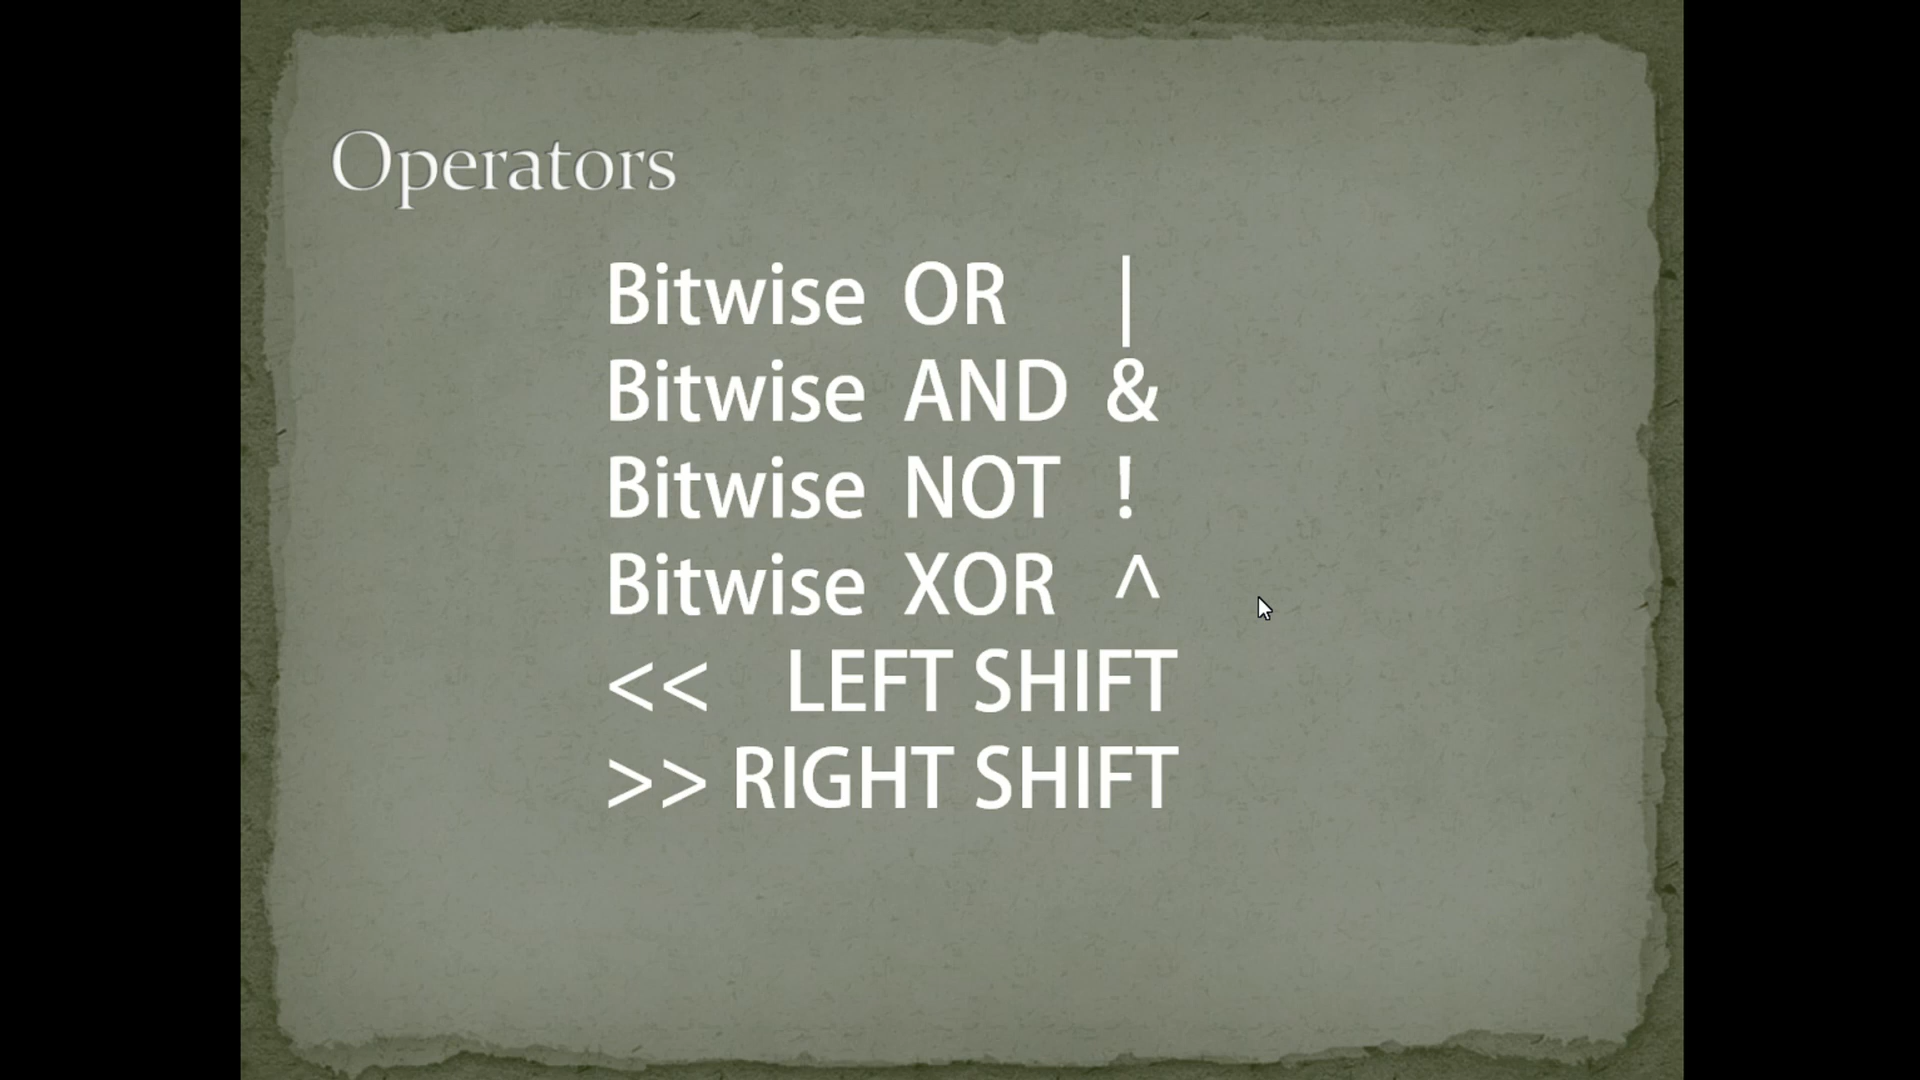 Operators
Bitwise OR |
Bitwise AND &
Bitwise NOT !
Bitwise XOR ^
<< LEFT SHIFT
>> RIGHT SHIFT